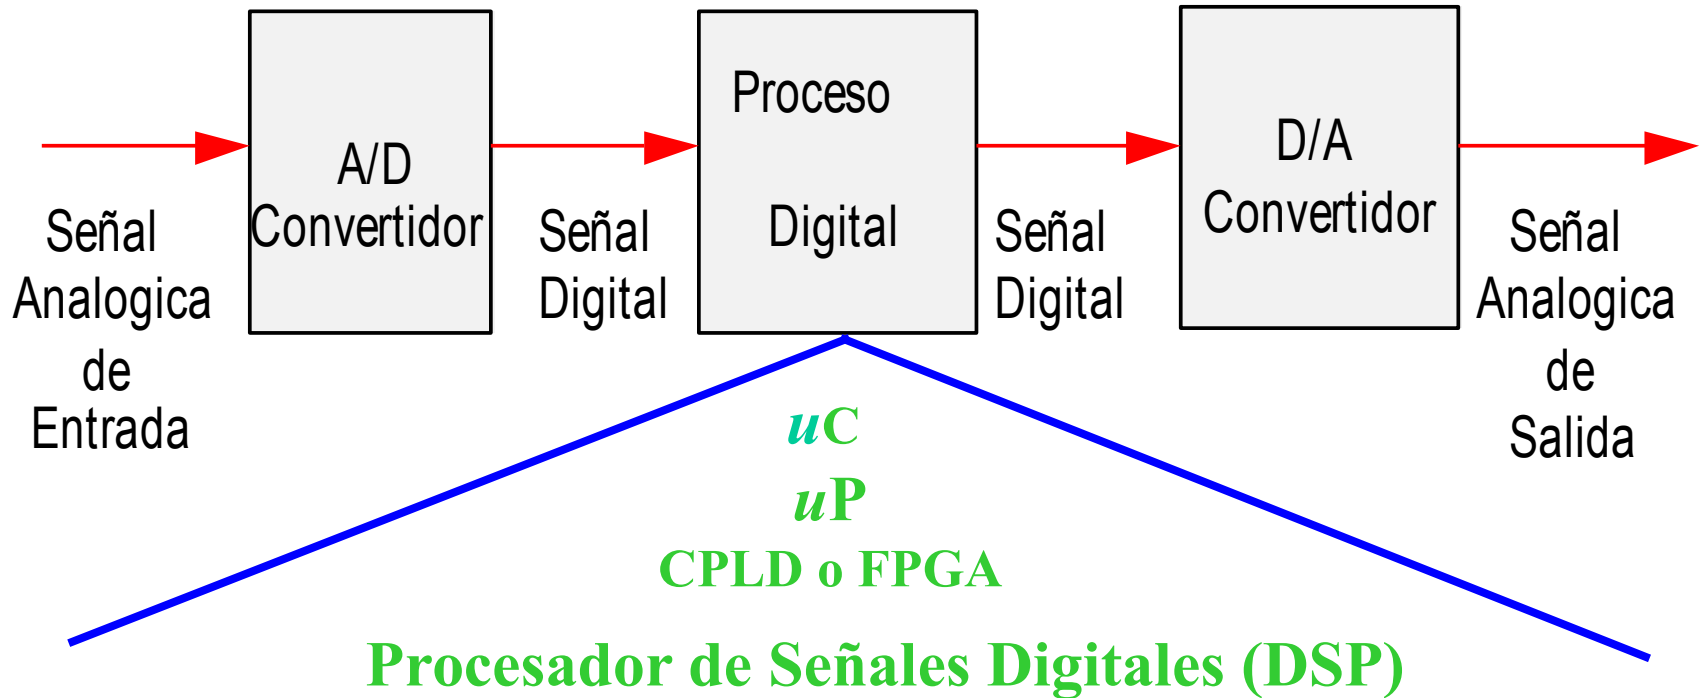 Señal
Analogica
de
Entrada
A/D
Convertidor
Señal
Digital
Proceso
Digital
Señal
Digital
D/A
Convertidor
Señal
Analogica
de
Salida
uC
uP
CPLD o FPGA
Procesador de Señales Digitales (DSP)